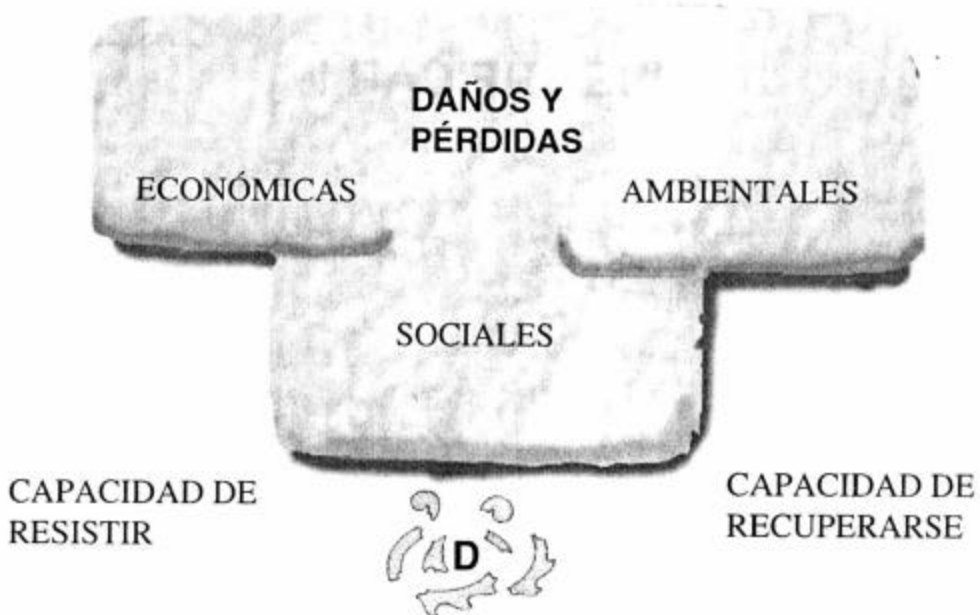 DAÑOS Y
PÉRDIDAS
ECONÓMICAS
AMBIENTALES
SOCIALES
CAPACIDAD DE
RESISTIR
CAPACIDAD DE
RECUPERARSE
D